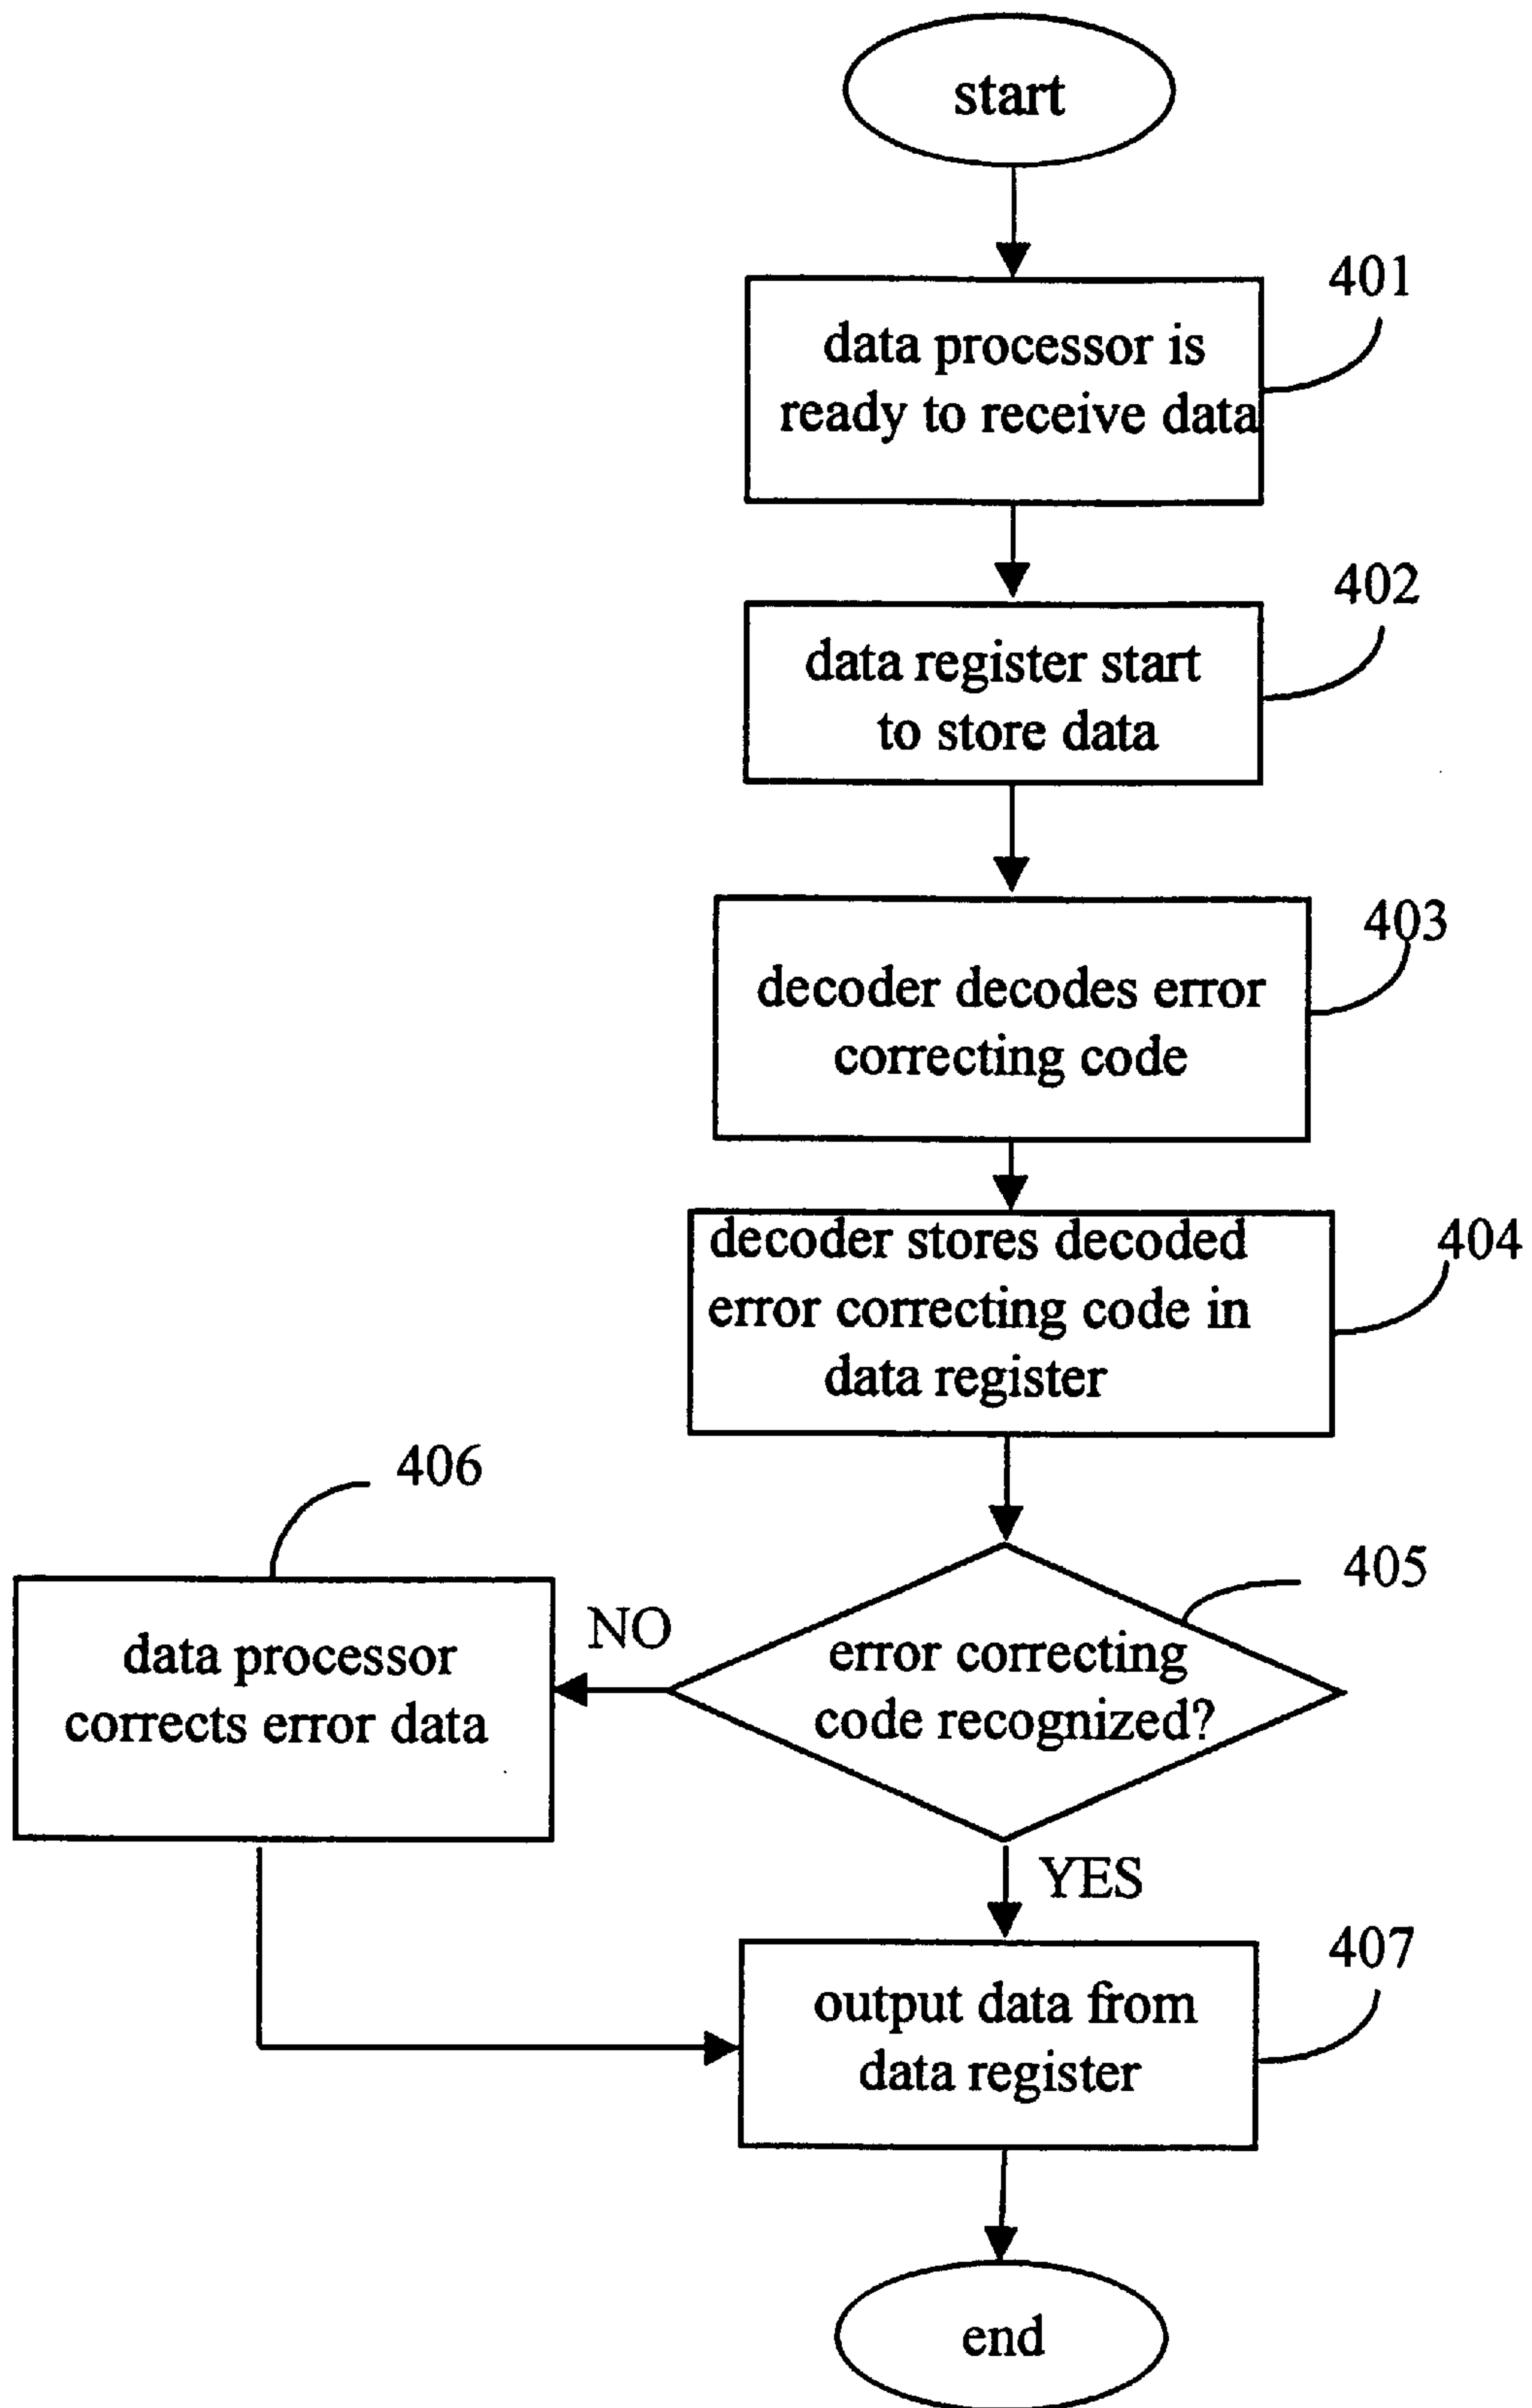 start
401
data processor is
ready to receive data
402
data register start
to store data
403
decoder decodes error
correcting code
404
decoder stores decoded
error correcting code in
data register
406
405
data processor
corrects error data
NO
error correcting
code recognized?
YES
407
output data from
data register
end